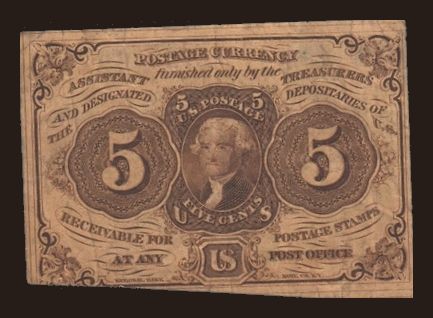 POSTAGE CURRENCY
furnished only by the
ASSISTANT TREASURERS
AND DESIGNATED DEPOSITARIES OF
THE U.S.
5 5
U.S. POSTAGE
5 5
U S
FIVE CENTS
RECEIVABLE FOR POSTAGE STAMPS
AT ANY US POST OFFICE